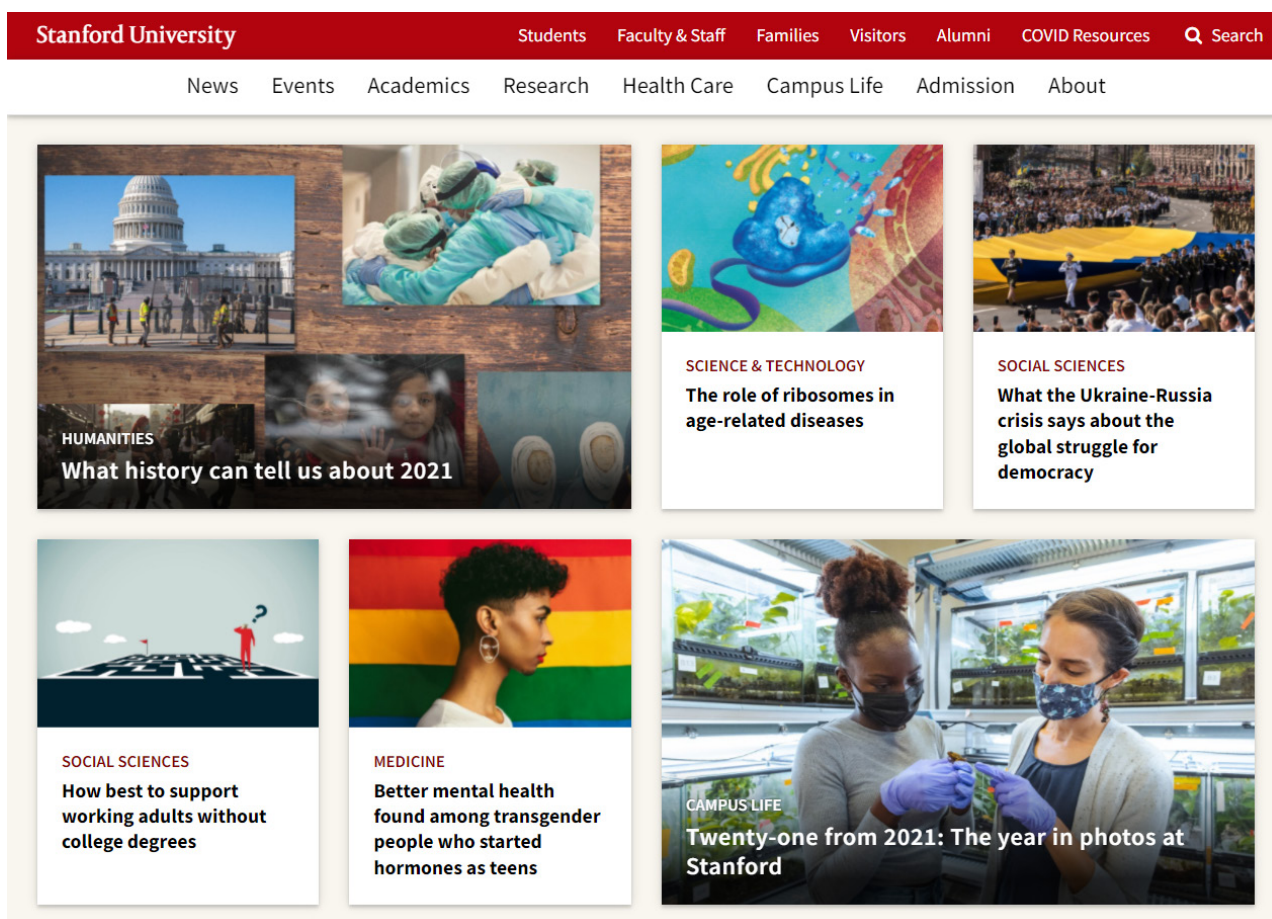 Stanford University
Students Faculty & Staff Families Visitors Alumni COVID Resources Search
News Events Academics Research Health Care Campus Life Admission About
HUMANITIES
What history can tell us about 2021
SCIENCE & TECHNOLOGY
The role of ribosomes in
age-related diseases
SOCIAL SCIENCES
What the Ukraine-Russia
crisis says about the
global struggle for
democracy
SOCIAL SCIENCES
How best to support
working adults without
college degrees
MEDICINE
Better mental health
found among transgender
people who started
hormones as teens
CAMPUS LIFE
Twenty-one from 2021: The year in photos at
Stanford